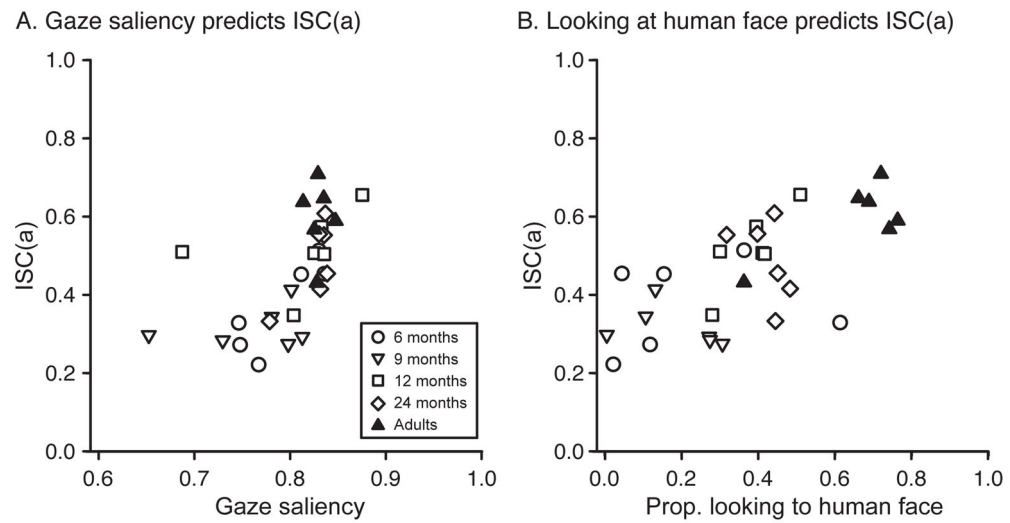 A. Gaze saliency predicts ISC(a)
1.0
0.8
0.6
0.4
0.2
0.0
ISC(a)
0.6 0.7 0.8 0.9 1.0
Gaze saliency
6 months
9 months
12 months
24 months
Adults
B. Looking at human face predicts ISC(a)
1.0
0.8
0.6
0.4
0.2
0.0
ISC(a)
0.0 0.2 0.4 0.6 0.8 1.0
Prop. looking to human face